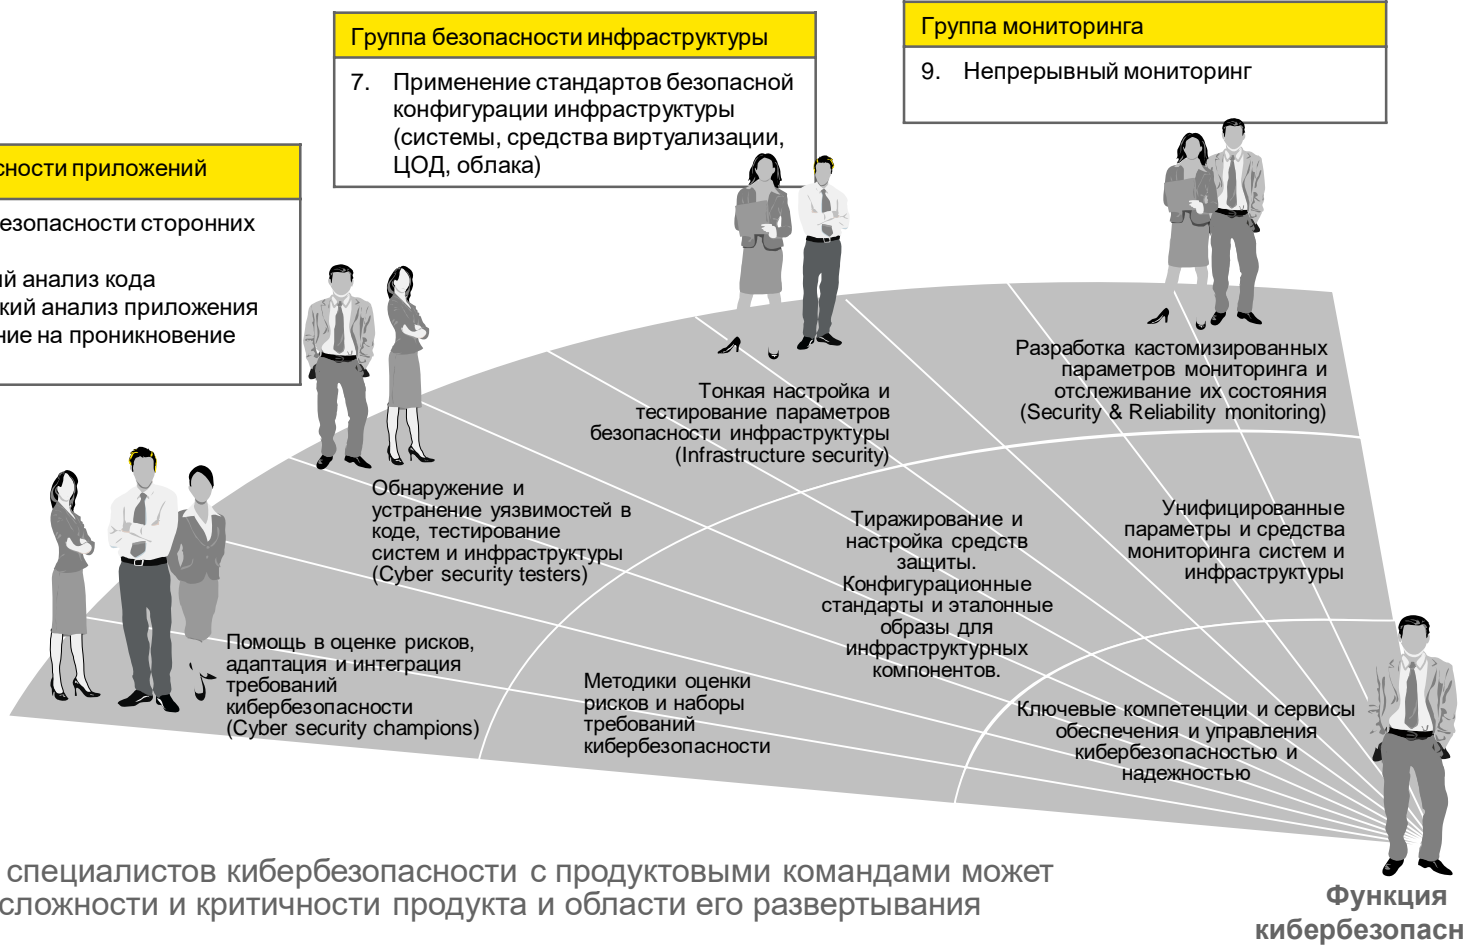 Группа безопасности инфраструктуры
7. Применение стандартов безопасной
конфигурации инфраструктуры
(системы, средства виртуализации,
ЦОД, облака)
Группа мониторинга
9. Непрерывный мониторинг
сности приложений
езопасности сторонних
ий анализ кода
кий анализ приложения
ние на проникновение
Разработка кастомизированных
параметров мониторинга и
отслеживание их состояния
(Security & Reliability monitoring)
Тонкая настройка и
тестирование параметров
безопасности инфраструктуры
(Infrastructure security)
Обнаружение и
устранение уязвимостей в
коде, тестирование
систем и инфраструктуры
(Cyber security testers)
Тиражирование и
настройка средств
защиты.
Конфигурационные
стандарты и эталонные
образы для
инфраструктурных
компонентов.
Унифицированные
параметры и средства
мониторинга систем и
инфраструктуры
Помощь в оценке рисков,
адаптация и интеграция
требований
кибербезопасности
(Cyber security champions)
Методики оценки
рисков и наборы
требований
кибербезопасности
Ключевые компетенции и сервисы
обеспечения и управления
кибербезопасностью и
надежностью
специалистов кибербезопасности с продуктовыми командами может
сложности и критичности продукта и области его развертывания
Функция
кибербезопасн